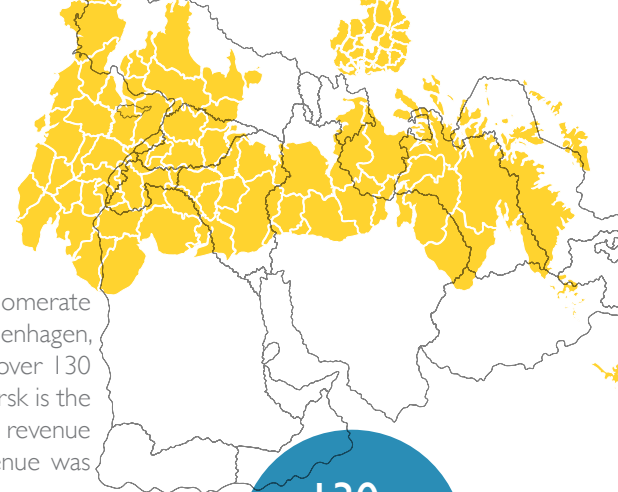 omerate
enhagen,
over 130
rsk is the
revenue
enue was
130